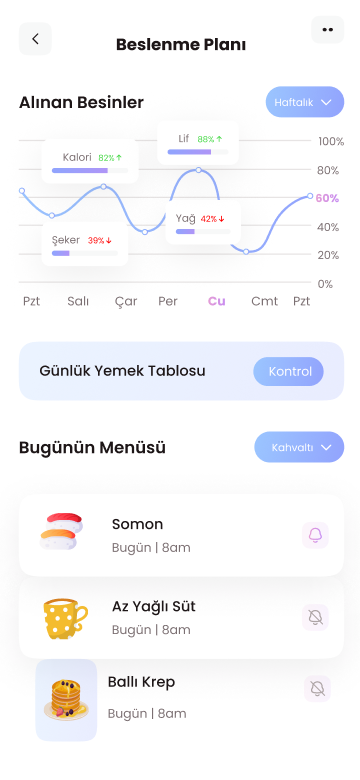 Beslenme Planı
Alınan Besinler
Haftalık
100%
Lif 88% ↑
Kalori 82% ↑
80%
60%
Yağ 42% ↓
40%
Şeker 39% ↓
20%
0%
Pzt Salı Çar Per Cu Cmt Pzt
Günlük Yemek Tablosu
Kontrol
Bugünün Menüsü
Kahvaltı
Somon
Bugün | 8am
Az Yağlı Süt
Bugün | 8am
Ballı Krep
Bugün | 8am